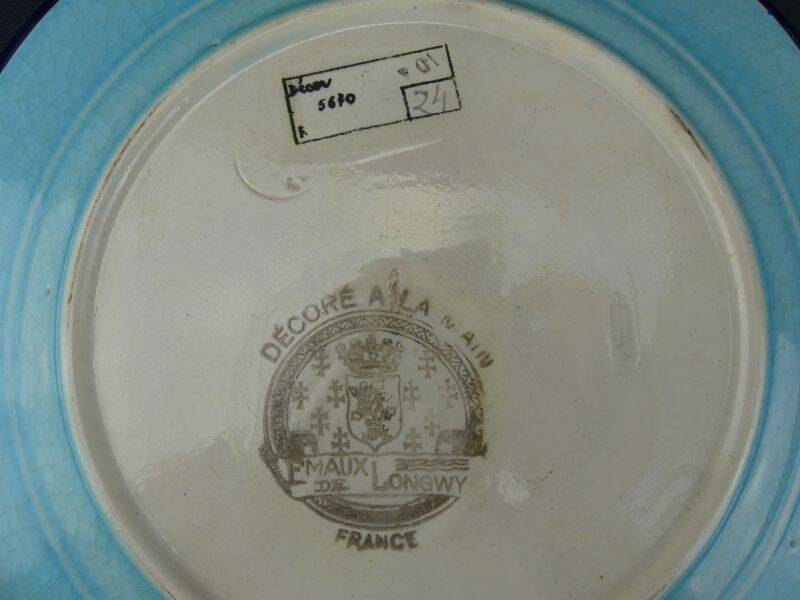 Décor
5670
01
24
R
DÉCORÉ A LA MAIN
EMAUX
DE LONGWY
FRANCE